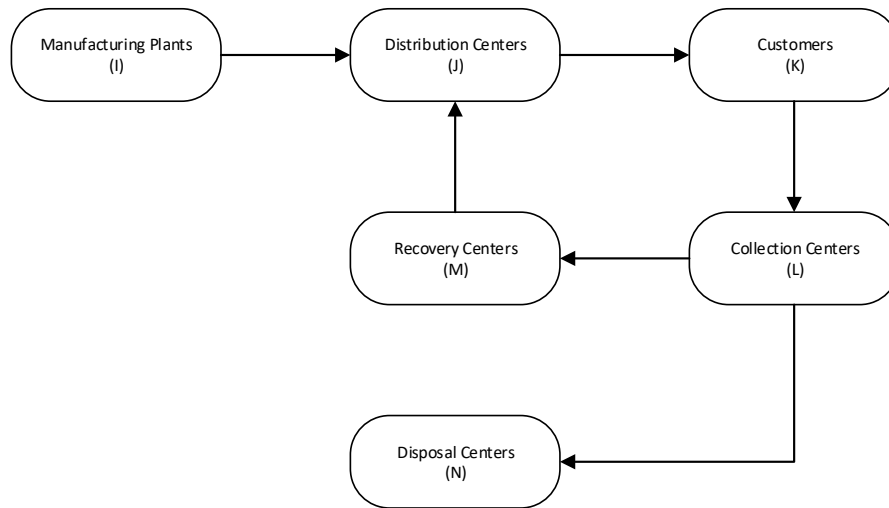 Manufacturing Plants
(I)
Distribution Centers
(J)
Customers
(K)
Recovery Centers
(M)
Collection Centers
(L)
Disposal Centers
(N)